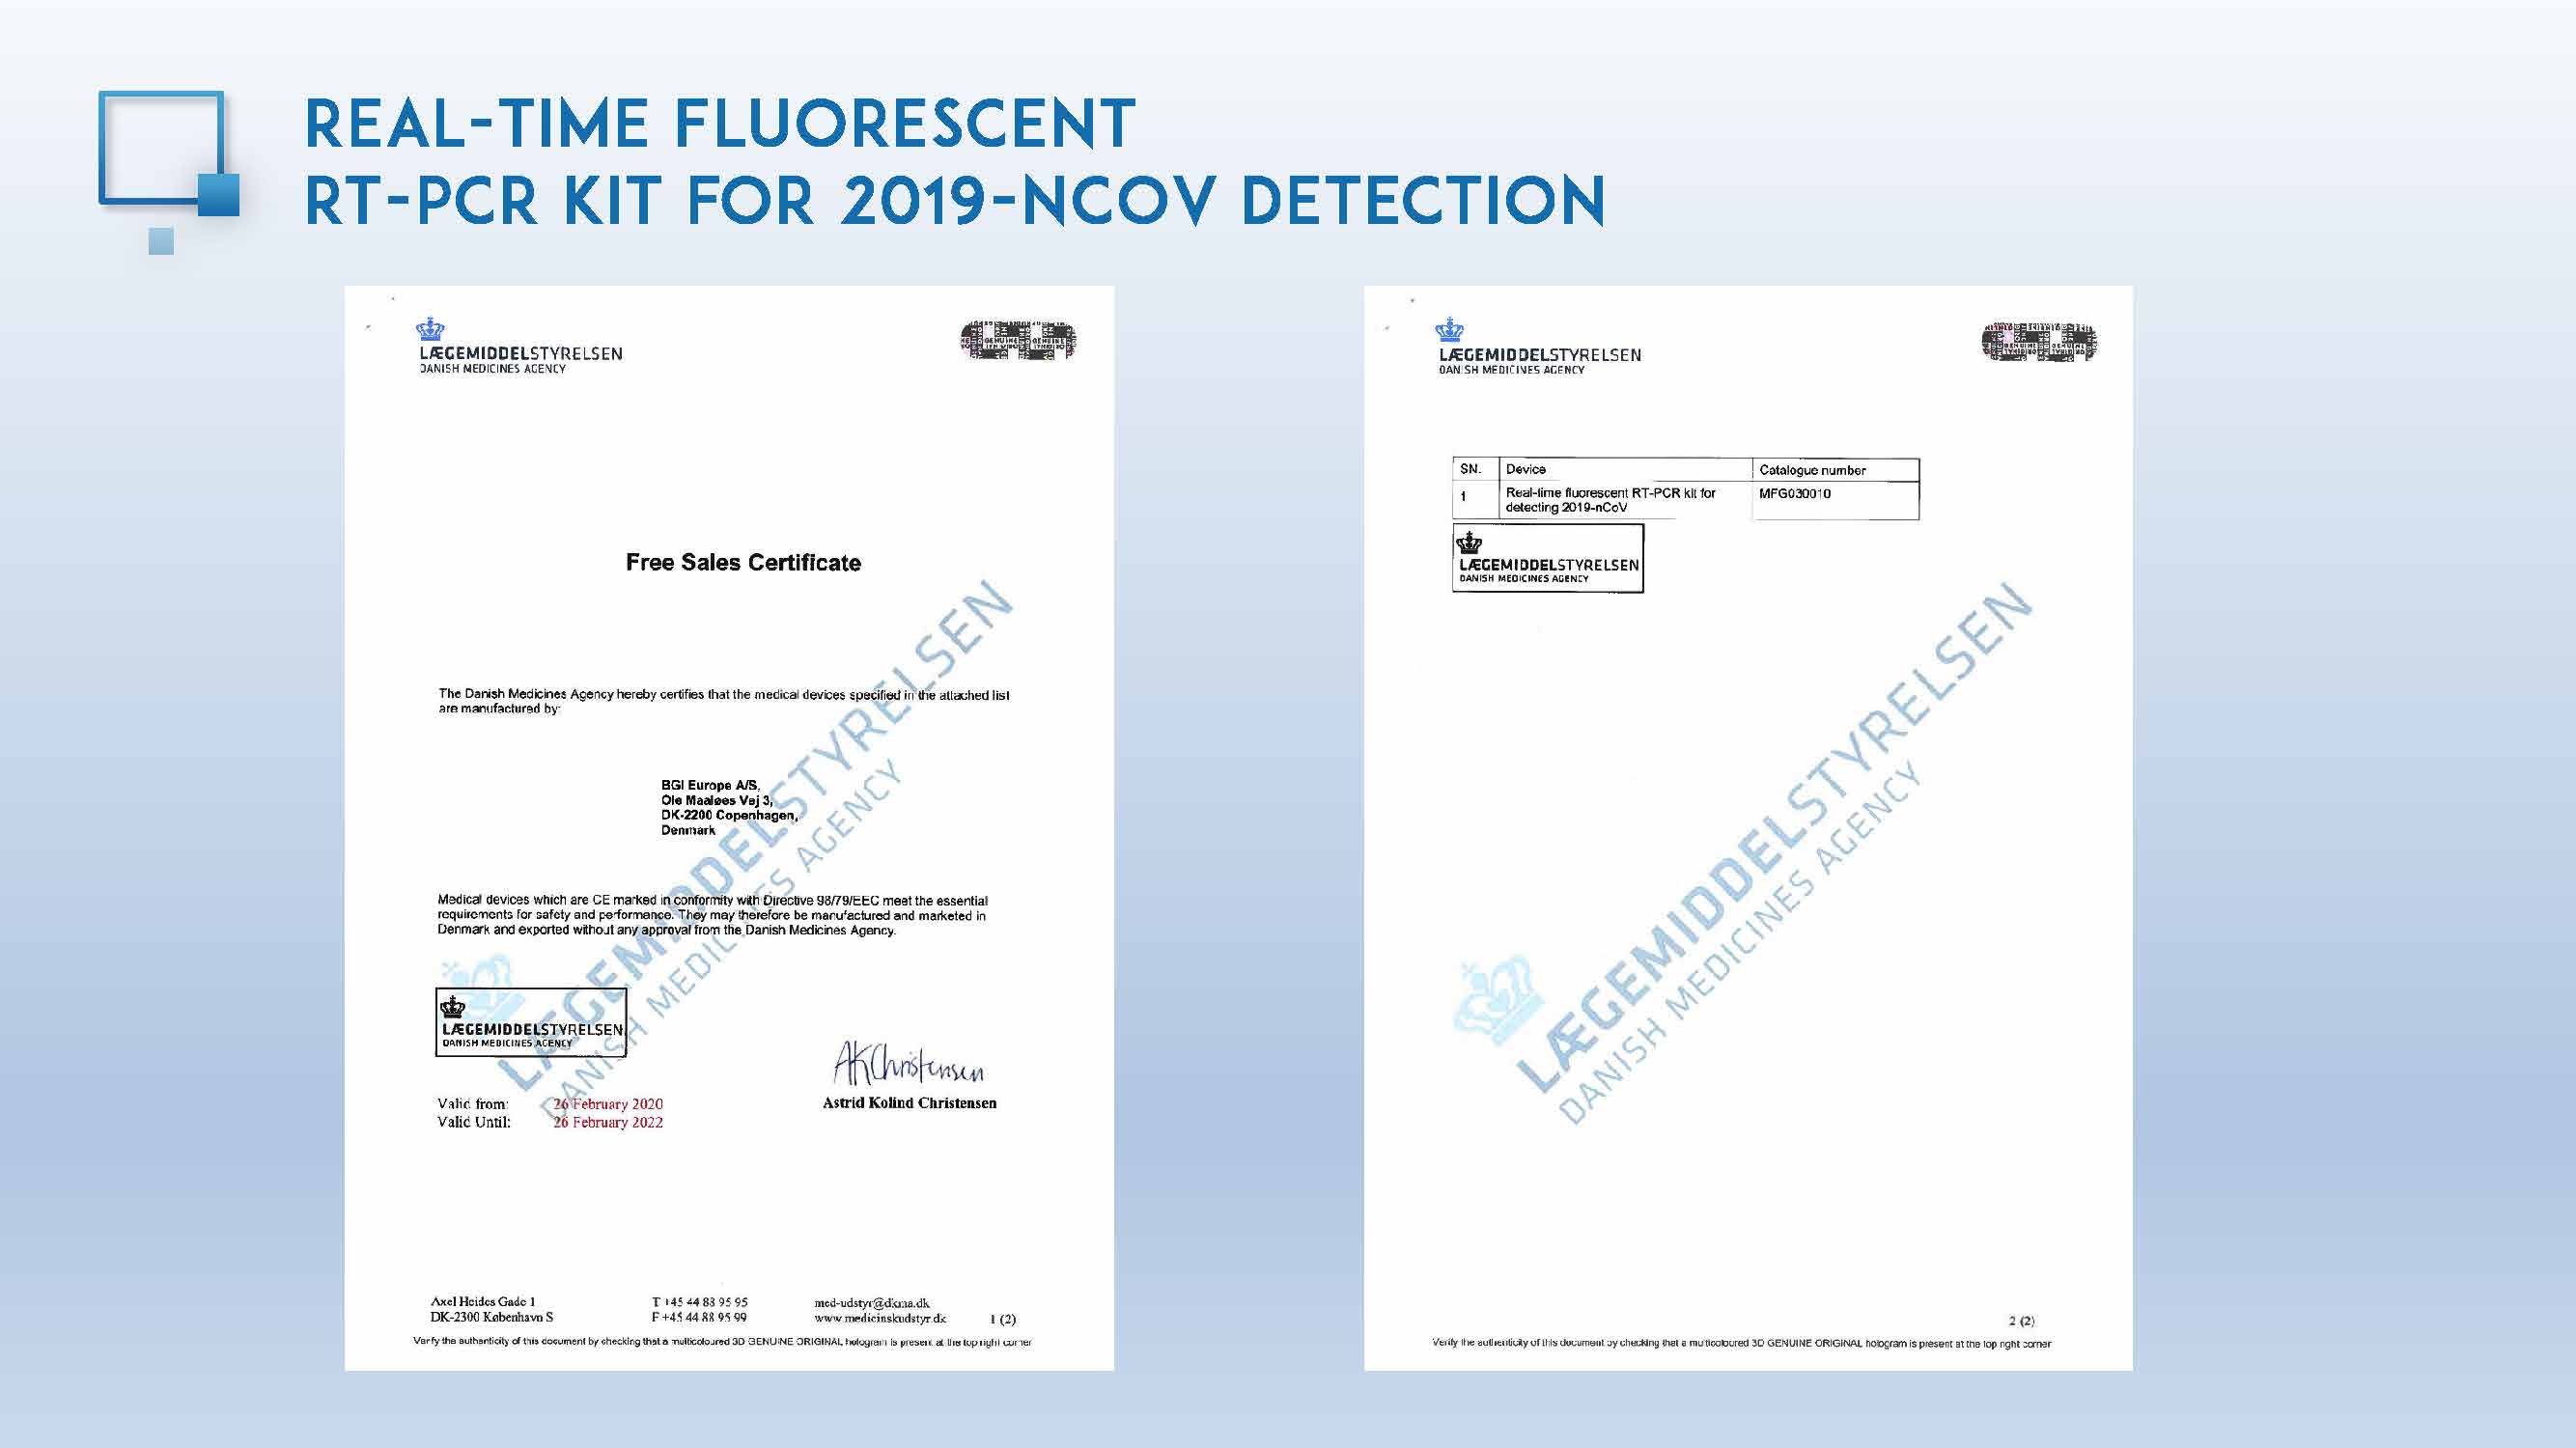 REAL-TIME FLUORESCENT
RT-PCR KIT FOR 2019-NCOV DETECTION
LÆGEMIDDELSTYRELSEN
DANISH MEDICINES AGENCY
Free Sales Certificate
The Danish Medicines Agency hereby certifies that the medical devices specified in the attached list
are manufactured by:
BGI Europe A/S,
Ole Maaløes Vej 3,
DK-2200 Copenhagen,
Denmark
Medical devices which are CE marked in conformity with Directive 98/79/EEC meet the essential
requirements for safety and performance. They may therefore be manufactured and marketed in
Denmark and exported without any approval from the Danish Medicines Agency.
LÆGEMIDDELSTYRELSEN
DANISH MEDICINES AGENCY
LÆGEMIDDELSTYRELSEN
DANISH MEDICINES AGENCY
AKChristensen
Astrid Kolind Christensen
Valid from: 26 February 2020
Valid Until: 26 February 2022
Axel Heides Gade 1 T +45 44 88 95 95 med-udstyr@dkma.dk
DK-2300 København S F +45 44 88 95 99 www.medicinskudstyr.dk 1 (2)
Verify the authenticity of this document by checking that a multicoloured 3D GENUINE ORIGINAL hologram is present at the top right corner
LÆGEMIDDELSTYRELSEN
DANISH MEDICINES AGENCY
SN. Device Catalogue number
1 Real-time fluorescent RT-PCR kit for MFG030010
detecting 2019-nCoV
LÆGEMIDDELSTYRELSEN
DANISH MEDICINES AGENCY
LÆGEMIDDELSTYRELSEN
DANISH MEDICINES AGENCY
2 (2)
Verify the authenticity of this document by checking that a multicoloured 3D GENUINE ORIGINAL hologram is present at the top right corner